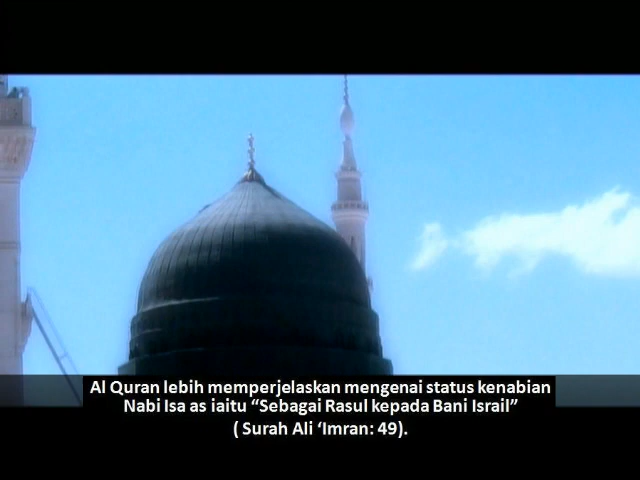 Al Quran lebih memperjelaskan mengenai status kenabian
Nabi Isa as iaitu “Sebagai Rasul kepada Bani Israil”
( Surah Ali ‘Imran: 49).